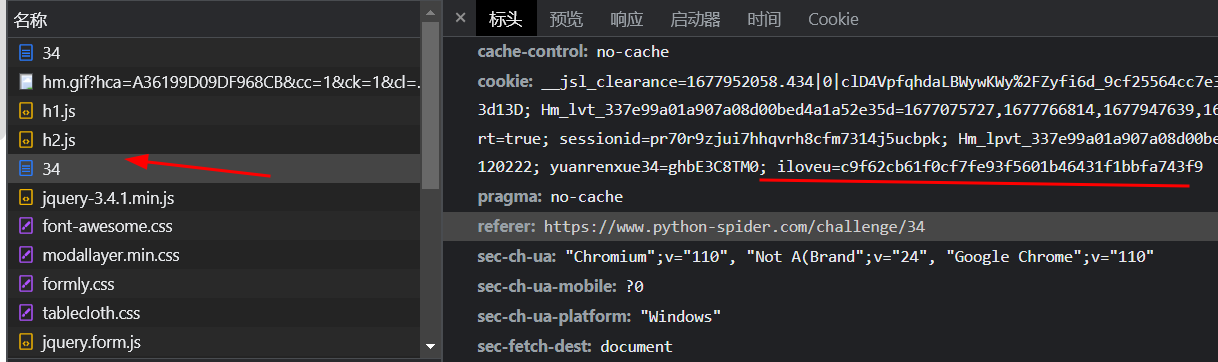 名称
34
hm.gif?hca=A36199D09DF968CB&cc=1&ck=1&cl=...
h1.js
h2.js
34
jquery-3.4.1.min.js
font-awesome.css
modallayer.min.css
formly.css
tablecloth.css
jquery.form.js
× 标头 预览 响应 启动器 时间 Cookie
cache-control: no-cache
cookie: __jsl_clearance=1677952058.434|0|clD4VpfqhdaLBWywKWy%2FZyfi6d_9cf25564cc7e3
3d13D; Hm_lvt_337e99a01a907a08d00bed4a1a52e35d=1677075727,1677766814,1677947639,16
rt=true; sessionid=pr70r9zjui7hhqvrh8cfm7314j5ucbpk; Hm_lpvt_337e99a01a907a08d00be
120222; yuanrenxue34=ghbE3C8TM0; iloveu=c9f62cb61f0cf7fe93f5601b46431f1bbfa743f9
pragma: no-cache
referer: https://www.python-spider.com/challenge/34
sec-ch-ua: "Chromium";v="110", "Not A(Brand";v="24", "Google Chrome";v="110"
sec-ch-ua-mobile: ?0
sec-ch-ua-platform: "Windows"
sec-fetch-dest: document